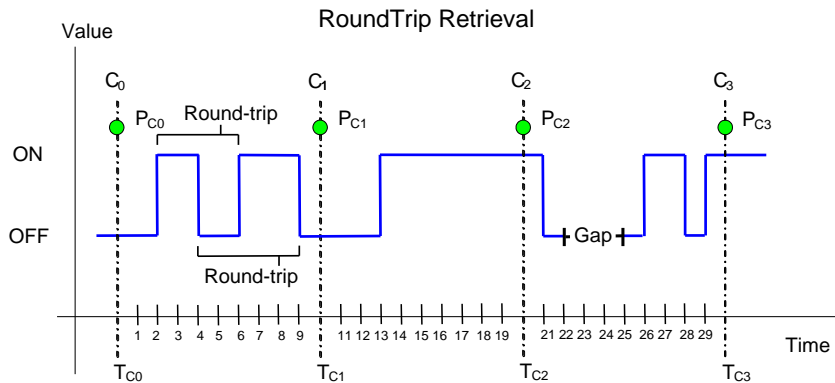 RoundTrip Retrieval
Value
C0 C1 C2 C3
PC0 Round-trip PC1 PC2 PC3
ON
OFF
Gap
Round-trip
1 2 3 4 5 6 7 8 9 11 12 13 14 15 16 17 18 19 21 22 23 24 25 26 27 28 29
Time
TC0 TC1 TC2 TC3